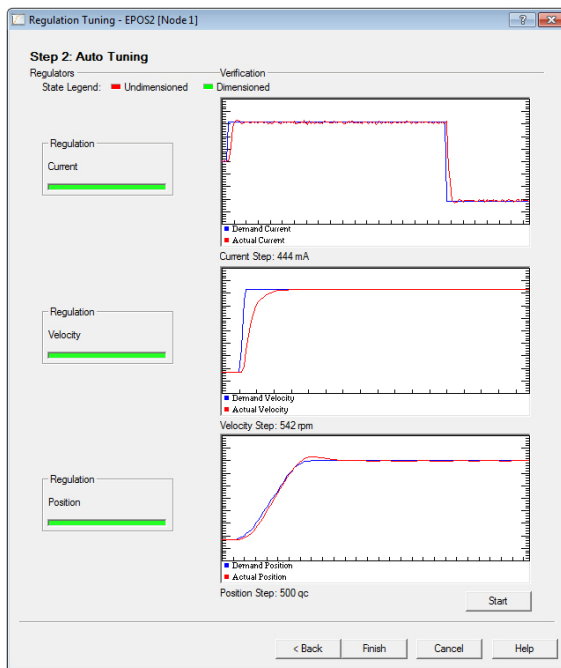 Regulation Tuning - EPOS2 [Node 1]
Step 2: Auto Tuning
Regulators
Verification
State Legend: Undimensioned Dimensioned
Regulation
Current
Demand Current
Actual Current
Current Step: 444 mA
Regulation
Velocity
Demand Velocity
Actual Velocity
Velocity Step: 542 rpm
Regulation
Position
Demand Position
Actual Position
Position Step: 500 qc
Start
< Back Finish Cancel Help